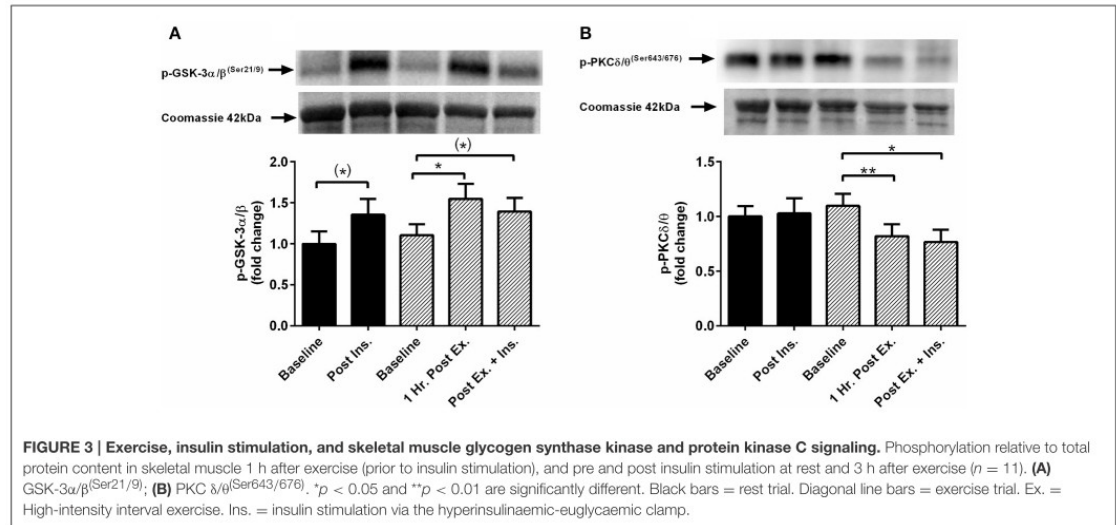 A
p-GSK-3α/β(Ser21/9)
Coomassie 42kDa
(*)
(*)
*
2.0
1.5
1.0
0.5
0.0
p-GSK-3α/β
(fold change)
Baseline
Post Ins.
Baseline
1 Hr. Post Ex.
Post Ex. + Ins.
B
p-PKCδ/θ(Ser643/676)
Coomassie 42kDa
*
**
1.5
1.0
0.5
0.0
p-PKCδ/θ
(fold change)
Baseline
Post Ins.
Baseline
1 Hr. Post Ex.
Post Ex. + Ins.
FIGURE 3 | Exercise, insulin stimulation, and skeletal muscle glycogen synthase kinase and protein kinase C signaling. Phosphorylation relative to total
protein content in skeletal muscle 1 h after exercise (prior to insulin stimulation), and pre and post insulin stimulation at rest and 3 h after exercise (n = 11). (A)
GSK-3α/β(Ser21/9); (B) PKC δ/θ(Ser643/676). *p < 0.05 and **p < 0.01 are significantly different. Black bars = rest trial. Diagonal line bars = exercise trial. Ex. =
High-intensity interval exercise. Ins. = insulin stimulation via the hyperinsulinaemic-euglycaemic clamp.